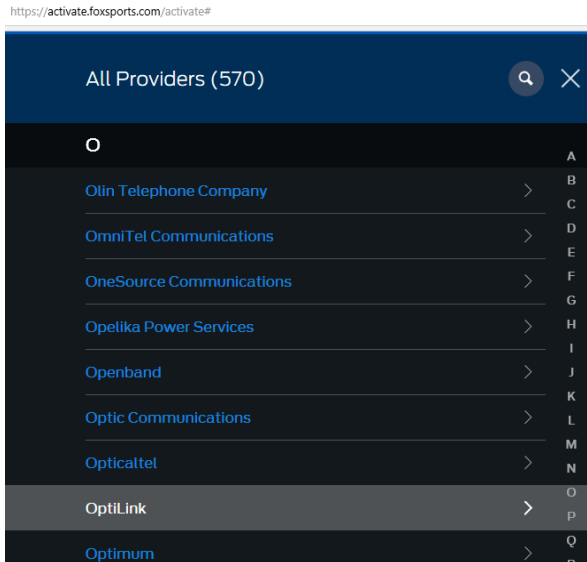 https://activate.foxsports.com/activate#
All Providers (570)
O
Olin Telephone Company
OmniTel Communications
OneSource Communications
Opelika Power Services
Openband
Optic Communications
Opticaltel
OptiLink
Optimum
A
B
C
D
E
F
G
H
I
J
K
L
M
N
O
P
Q